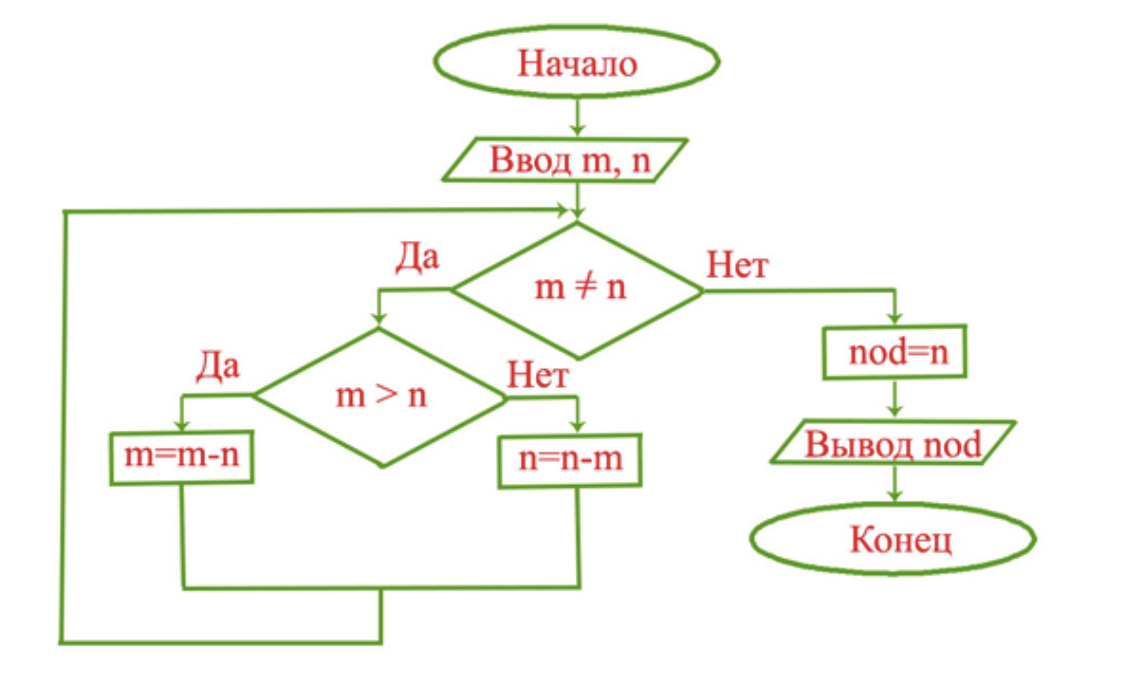 Начало
Ввод m, n
Да
m ≠ n
Нет
nod=n
Да
m > n
Нет
m=m-n
n=n-m
Вывод nod
Конец